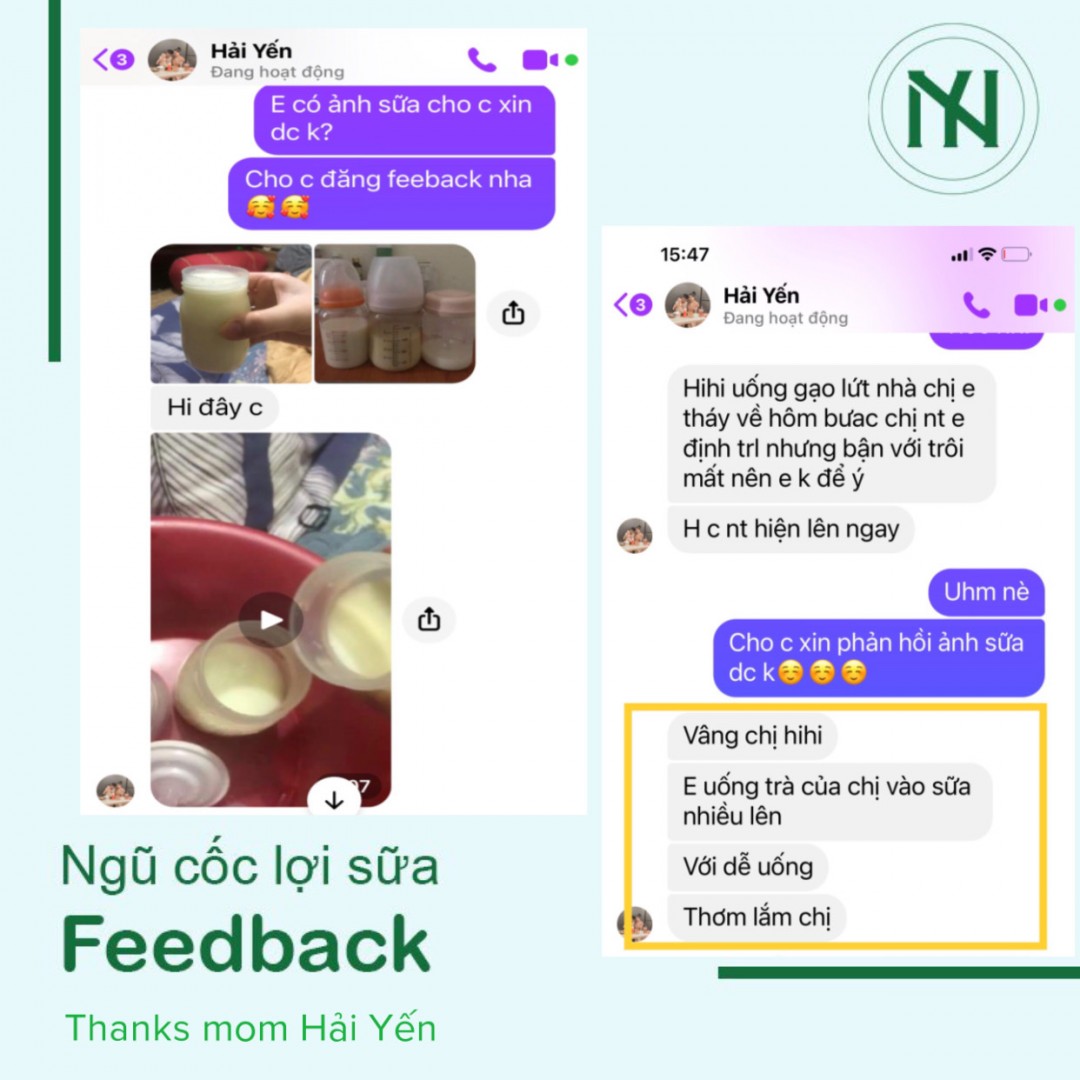 3
Hải Yến
Đang hoạt động
E có ảnh sữa cho c xin
dc k?
Cho c đăng feeback nha
🥰🥰
Hi đây c
Ngũ cốc lợi sữa
Feedback
Thanks mom Hải Yến
NY
15:47
3
Hải Yến
Đang hoạt động
Hihi uống gạo lứt nhà chị e
tháy về hôm bưac chị nt e
định trl nhưng bận với trôi
mất nên e k để ý
H c nt hiện lên ngay
Uhm nè
Cho c xin phản hồi ảnh sữa
dc k☺️☺️☺️
Vâng chị hihi
E uống trà của chị vào sữa
nhiều lên
Với dễ uống
Thơm lắm chị